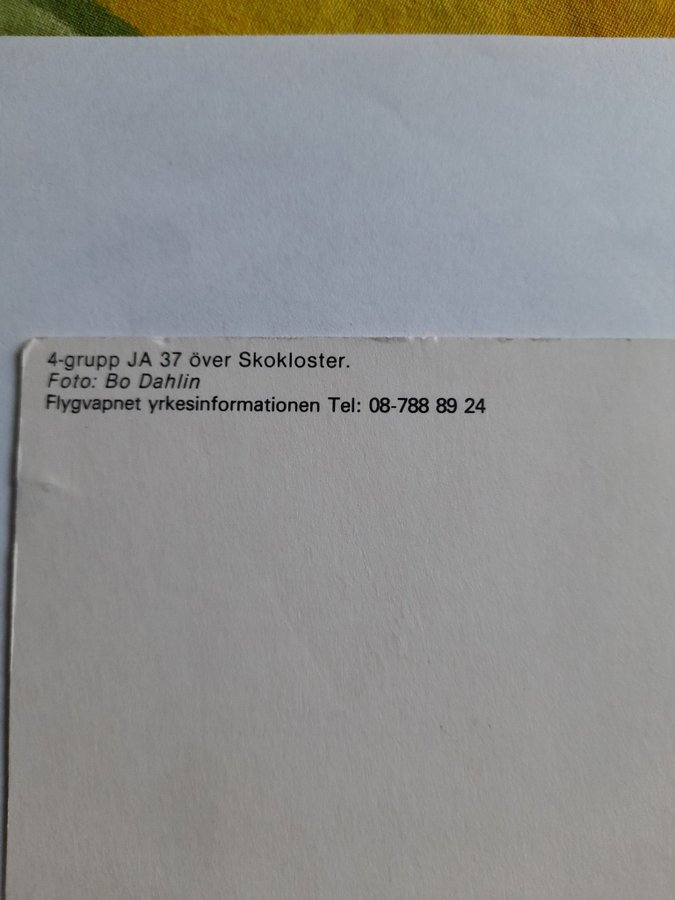 4-grupp JA 37 över Skokloster.
Foto: Bo Dahlin
Flygvapnet yrkesinformationen Tel: 08-788 89 24